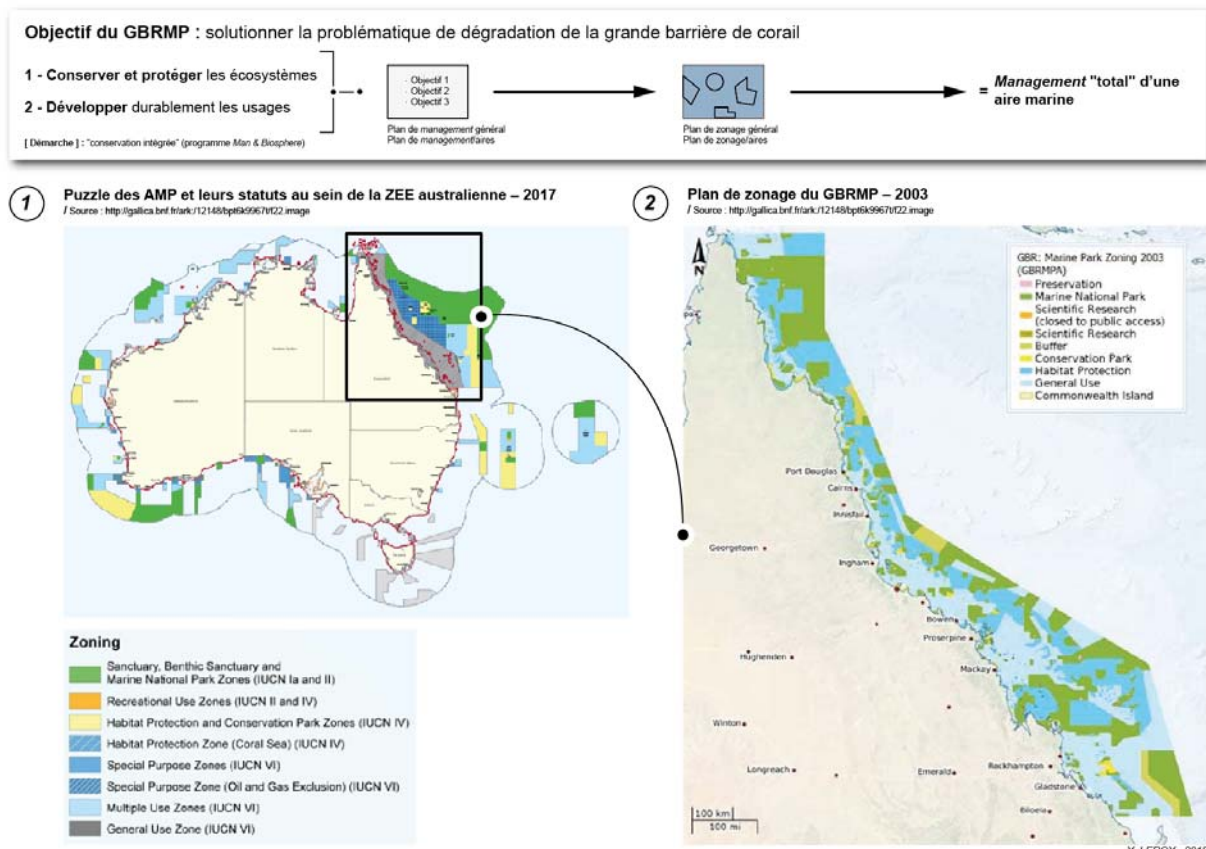 Objectif du GBRMP : solutionner la problématique de dégradation de la grande barrière de corail
1 - Conserver et protéger les écosystèmes
2 - Développer durablement les usages
[ Démarche ] : "conservation intégrée" (programme Man & Biosphere)
· Objectif 1
· Objectif 2
· Objectif 3
Plan de management général
Plan de management/aires
Plan de zonage général
Plan de zonage/aires
= Management "total" d'une
aire marine
1
Puzzle des AMP et leurs statuts au sein de la ZEE australienne – 2017
/ Source : http://gallica.bnf.fr/ark:/12148/bpt6k9967t/f22.image
Zoning
Sanctuary, Benthic Sanctuary and
Marine National Park Zones (IUCN Ia and II)
Recreational Use Zones (IUCN II and IV)
Habitat Protection and Conservation Park Zones (IUCN IV)
Habitat Protection Zone (Coral Sea) (IUCN IV)
Special Purpose Zones (IUCN VI)
Special Purpose Zone (Oil and Gas Exclusion) (IUCN VI)
Multiple Use Zones (IUCN VI)
General Use Zone (IUCN VI)
2
Plan de zonage du GBRMP – 2003
/ Source : http://gallica.bnf.fr/ark:/12148/bpt6k9967t/f22.image
N
GBR: Marine Park Zoning 2003
(GBRMPA)
Preservation
Marine National Park
Scientific Research
(closed to public access)
Scientific Research
Buffer
Conservation Park
Habitat Protection
General Use
Commonwealth Island
Port Douglas
Cairns
Innisfail
Georgetown
Ingham
Bowen
Proserpine
Hughenden
Mackay
Winton
Longreach
Emerald
Rockhampton
Gladstone
Biloela
100 km
100 mi